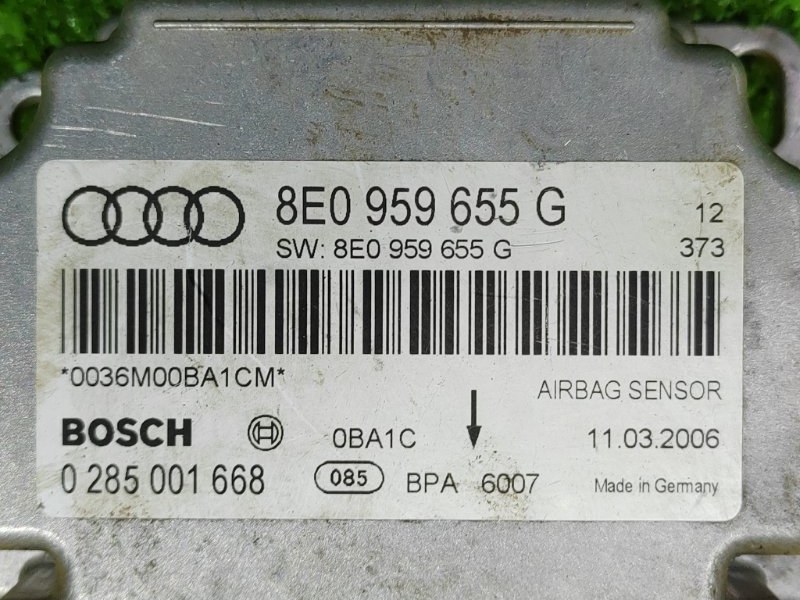 8E0 959 655 G 12
SW: 8E0 959 655 G 373
*0036M00BA1CM*
AIRBAG SENSOR
BOSCH 0BA1C 11.03.2006
0 285 001 668 085 BPA 6007 Made in Germany